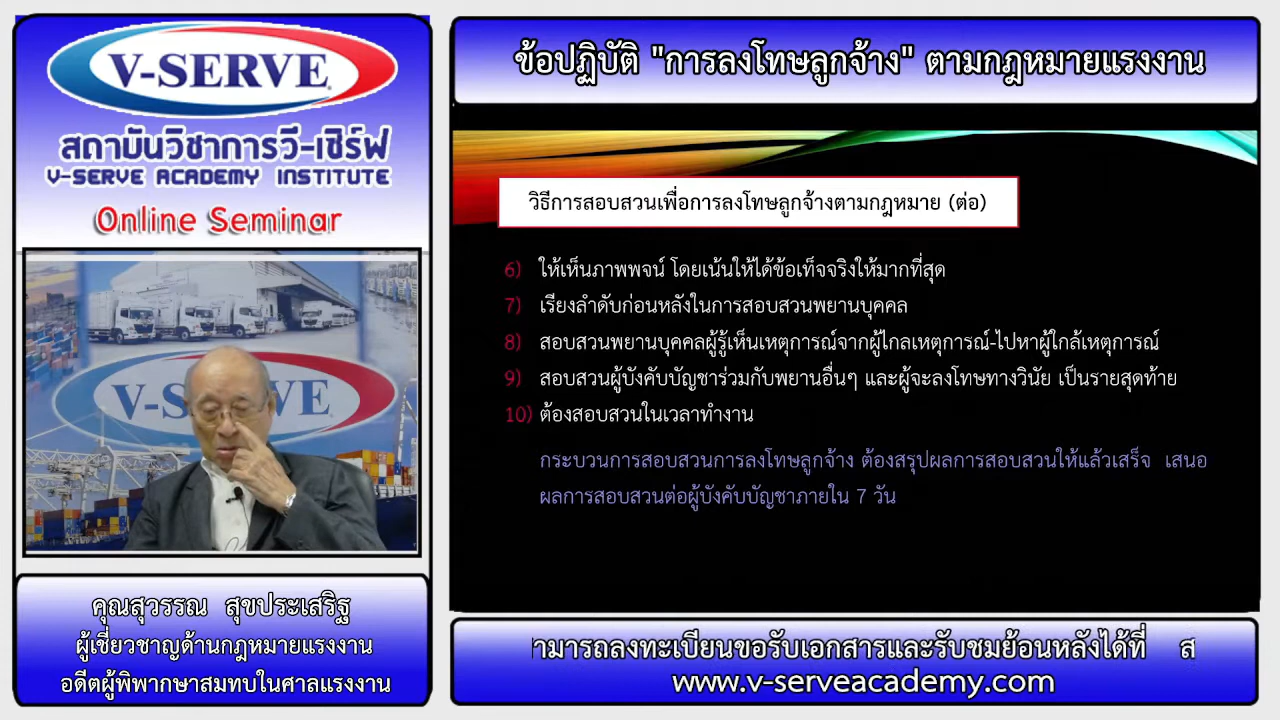 V-SERVE
สถาบันวิชาการวี-เซิร์ฟ
V-SERVE ACADEMY INSTITUTE
Online Seminar
คุณสุวรรณ สุขประเสริฐ
ผู้เชี่ยวชาญด้านกฎหมายแรงงาน
อดีตผู้พิพากษาสมทบในศาลแรงงาน
ข้อปฏิบัติ "การลงโทษลูกจ้าง" ตามกฎหมายแรงงาน
วิธีการสอบสวนเพื่อการลงโทษลูกจ้างตามกฎหมาย (ต่อ)
6) ให้เห็นภาพพจน์ โดยเน้นให้ได้ข้อเท็จจริงให้มากที่สุด
7) เรียงลำดับก่อนหลังในการสอบสวนพยานบุคคล
8) สอบสวนพยานบุคคลผู้รู้เห็นเหตุการณ์จากผู้ไกลเหตุการณ์-ไปหาผู้ใกล้เหตุการณ์
9) สอบสวนผู้บังคับบัญชาร่วมกับพยานอื่นๆ และผู้จะลงโทษทางวินัย เป็นรายสุดท้าย
10) ต้องสอบสวนในเวลาทำงาน
กระบวนการสอบสวนการลงโทษลูกจ้าง ต้องสรุปผลการสอบสวนให้แล้วเสร็จ เสนอ
ผลการสอบสวนต่อผู้บังคับบัญชาภายใน 7 วัน
ามารถลงทะเบียนขอรับเอกสารและรับชมย้อนหลังได้ที่ ส
www.v-serveacademy.com